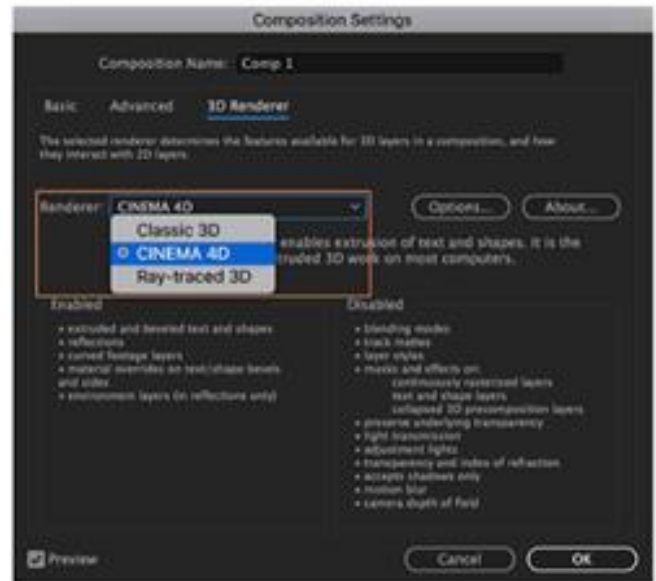 Composition Settings
Composition Name: Comp 1
Basic Advanced 3D Renderer
The selected renderer determines the features available for 3D layers in a composition, and how
they interact with 2D layers.
Renderer: CINEMA 4D Options... About...
Classic 3D
CINEMA 4D
Ray-traced 3D
enables extrusion of text and shapes. It is the
truded 3D work on most computers.
Enabled
• extruded and beveled text and shapes
• reflections
• curved footage layers
• material overrides on text/shape bevels
and sides
• environment layers (in reflections only)
Disabled
• blending modes
• track mattes
• layer styles
• masks and effects on:
continuously rasterized layers
text and shape layers
collapsed 3D precomposition layers
• preserve underlying transparency
• light transmission
• adjustment lights
• transparency and index of refraction
• accepts shadows only
• motion blur
• camera depth of field
Preview Cancel OK